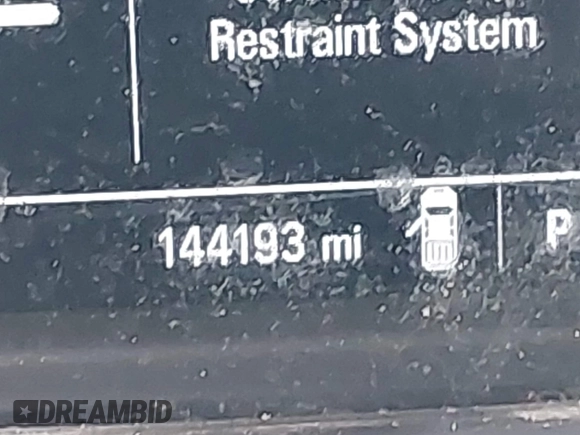 Restraint System
144193 mi
P
DREAMBID